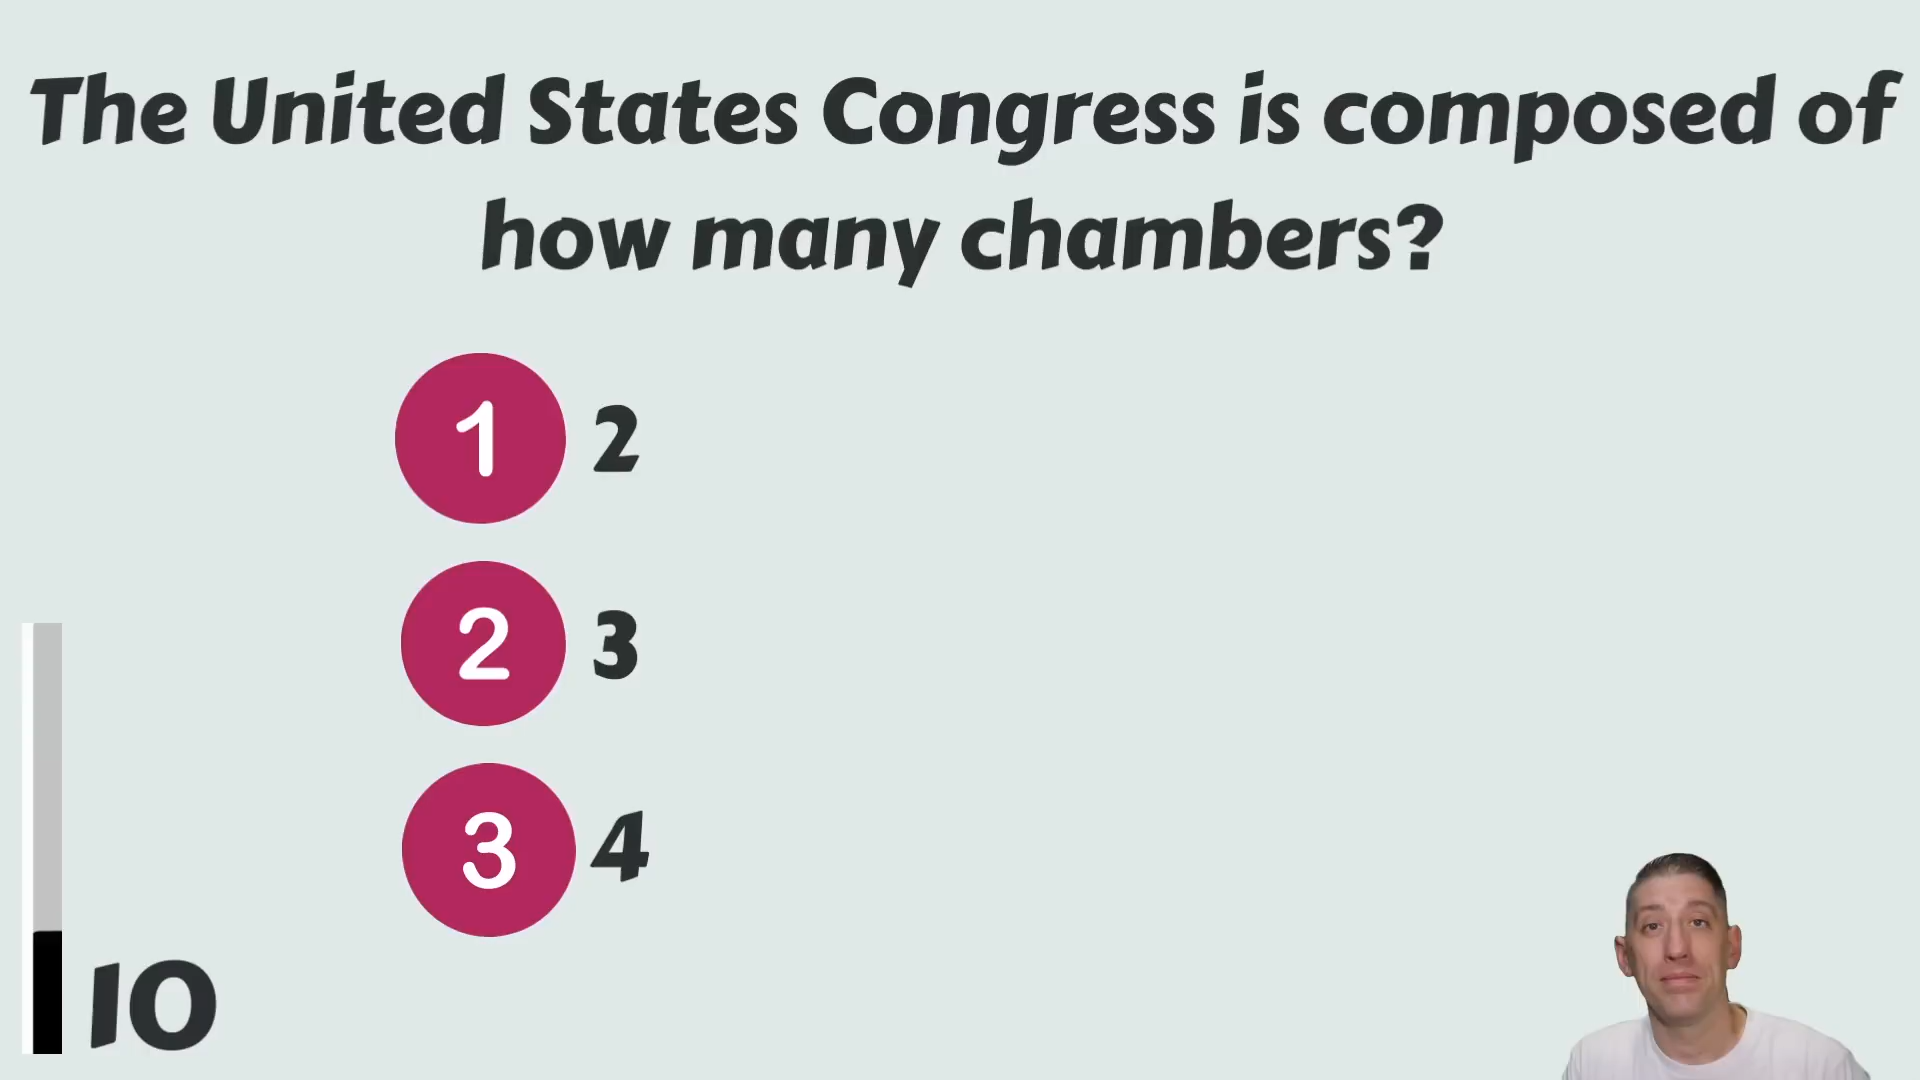 The United States Congress is composed of
how many chambers?
1 2
2 3
3 4
10